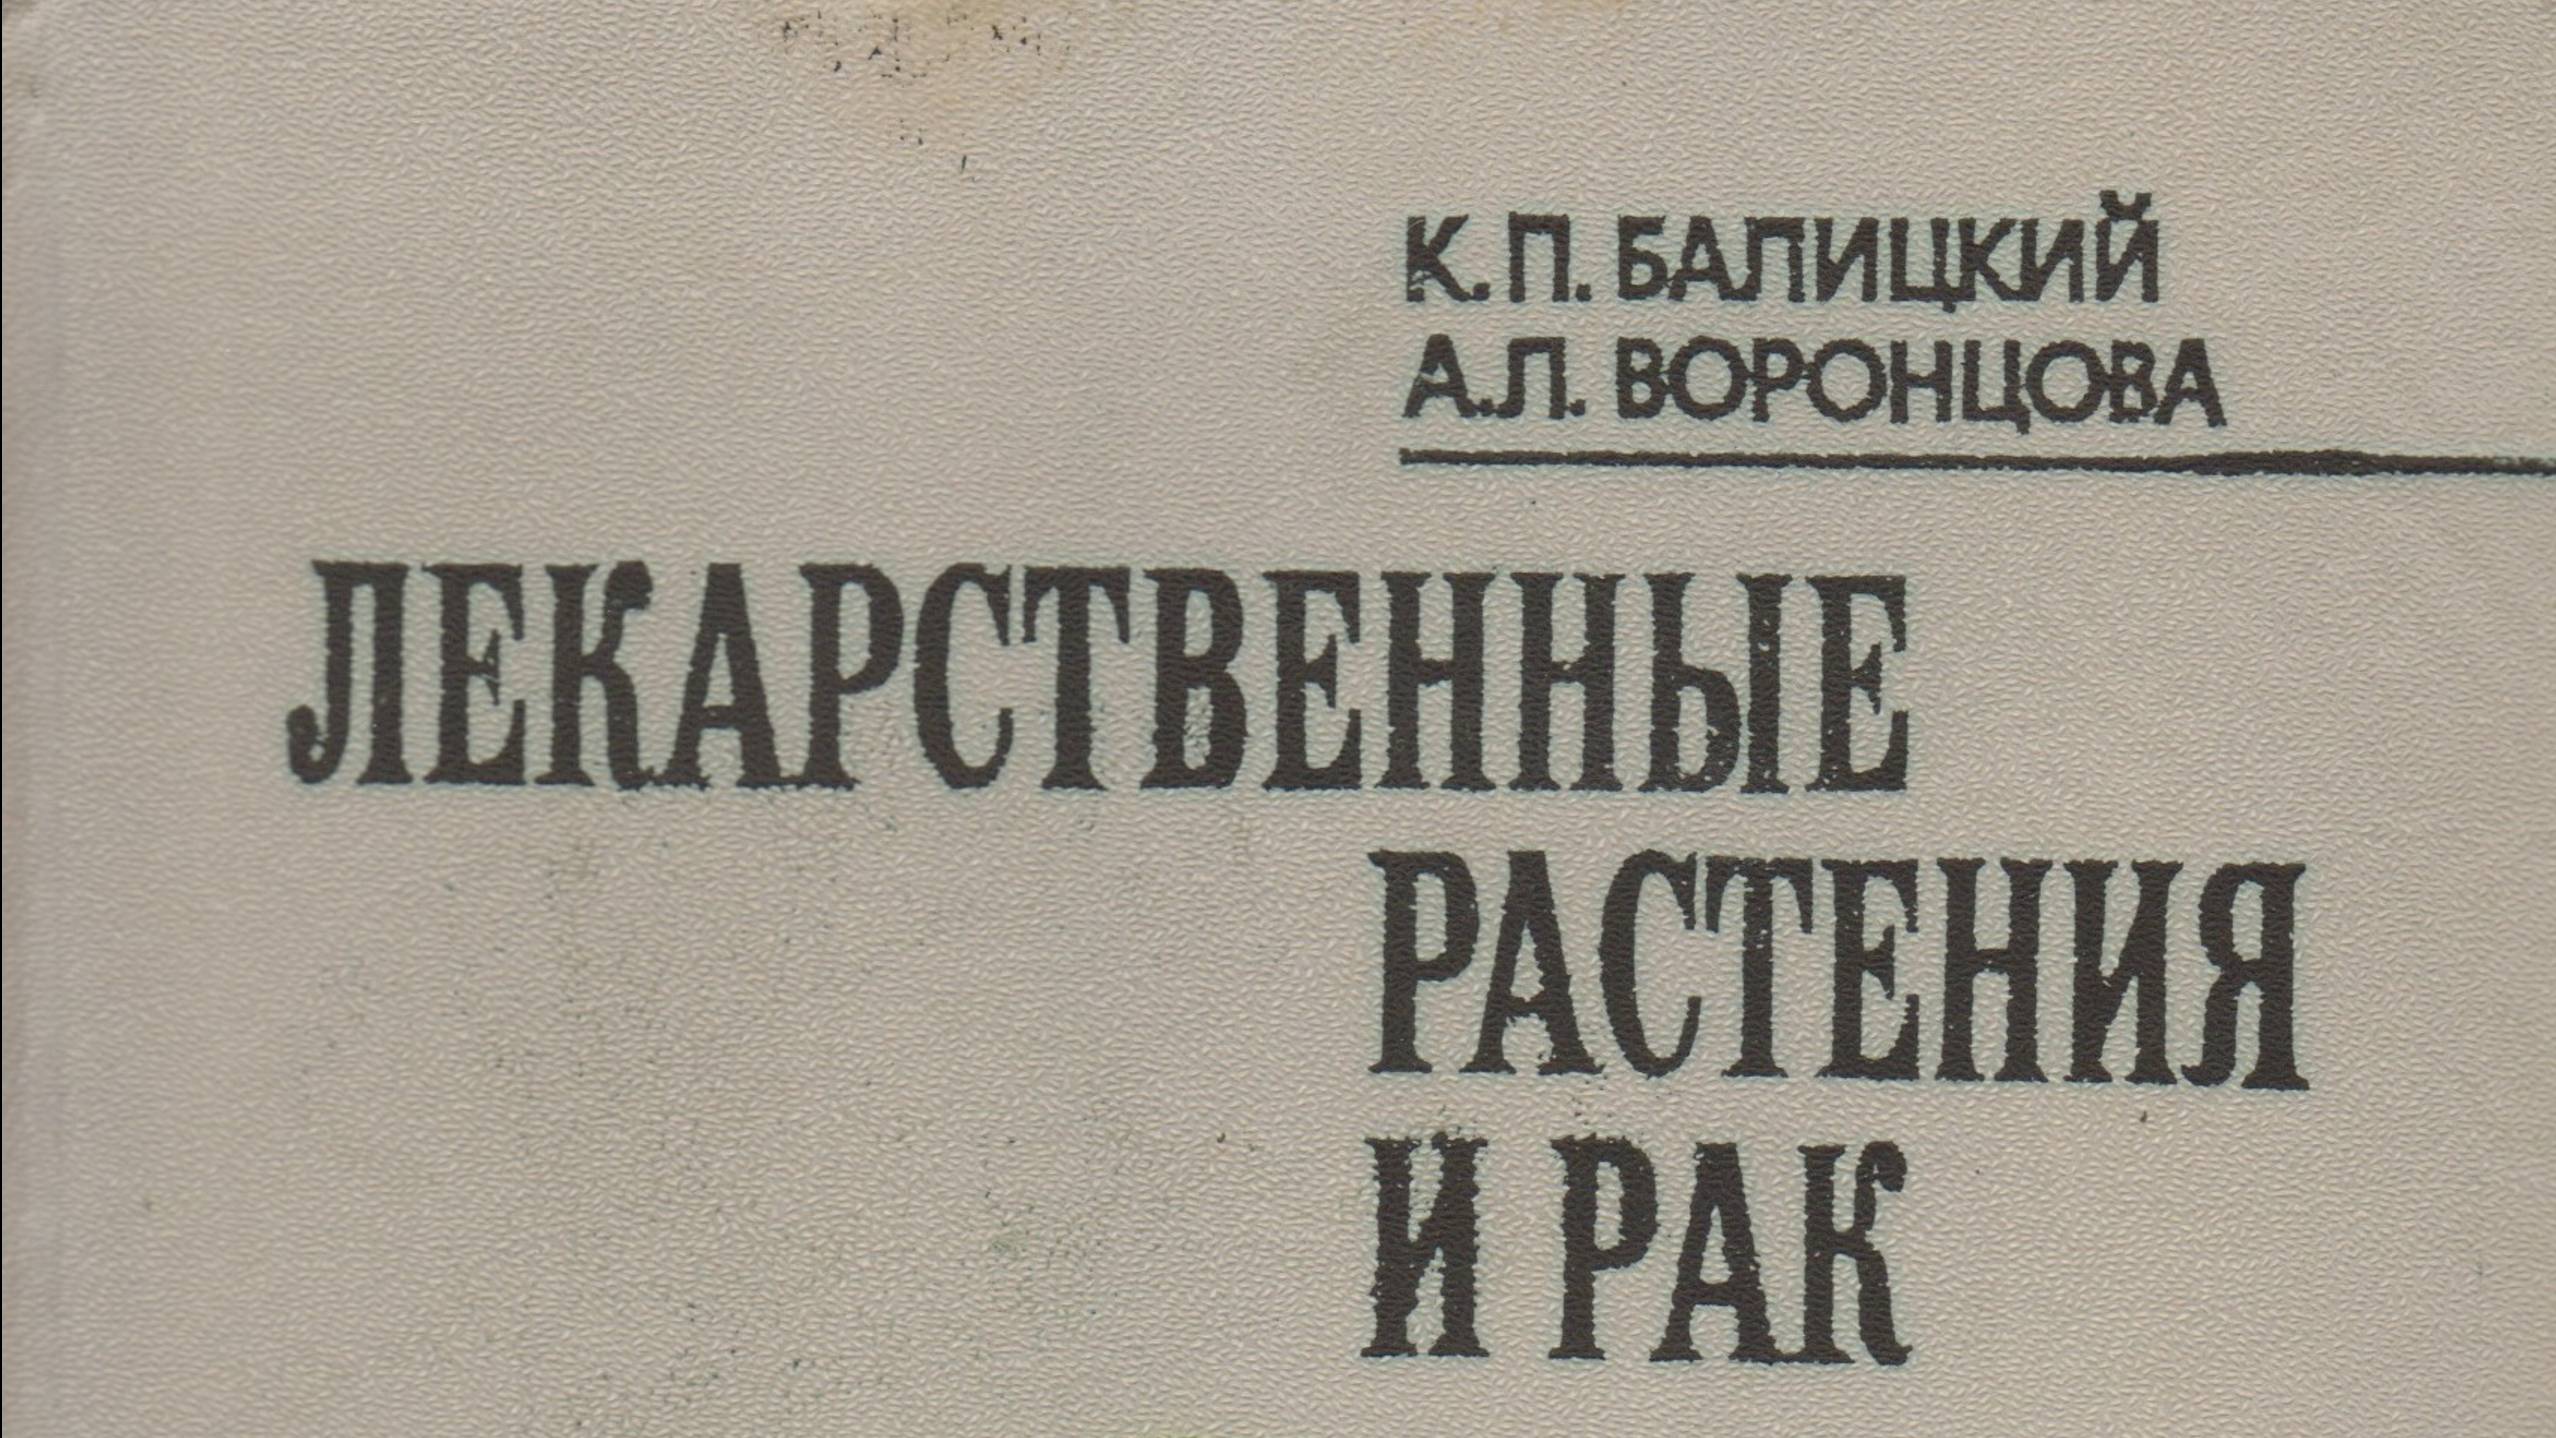 К. П. БАЛИЦКИЙ
А. Л. ВОРОНЦОВА
ЛЕКАРСТВЕННЫЕ
РАСТЕНИЯ
И РАК